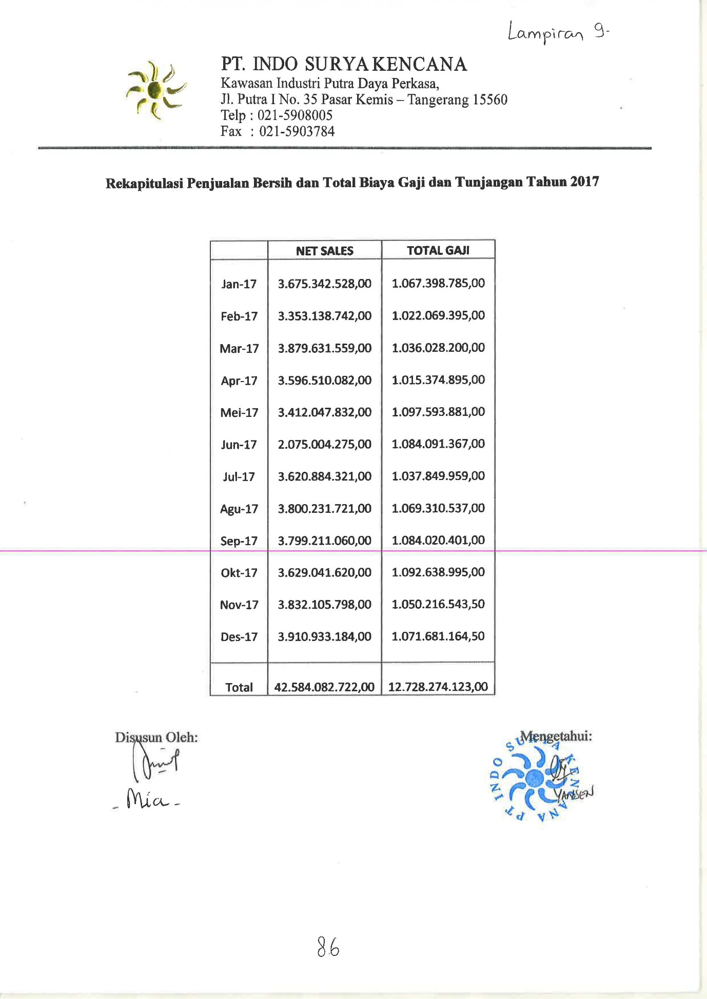 Lampiran 9.
PT. INDO SURYA KENCANA
Kawasan Industri Putra Daya Perkasa,
Jl. Putra I No. 35 Pasar Kemis – Tangerang 15560
Telp : 021-5908005
Fax : 021-5903784
Rekapitulasi Penjualan Bersih dan Total Biaya Gaji dan Tunjangan Tahun 2017
NET SALES TOTAL GAJI
Jan-17 3.675.342.528,00 1.067.398.785,00
Feb-17 3.353.138.742,00 1.022.069.395,00
Mar-17 3.879.631.559,00 1.036.028.200,00
Apr-17 3.596.510.082,00 1.015.374.895,00
Mei-17 3.412.047.832,00 1.097.593.881,00
Jun-17 2.075.004.275,00 1.084.091.367,00
Jul-17 3.620.884.321,00 1.037.849.959,00
Agu-17 3.800.231.721,00 1.069.310.537,00
Sep-17 3.799.211.060,00 1.084.020.401,00
Okt-17 3.629.041.620,00 1.092.638.995,00
Nov-17 3.832.105.798,00 1.050.216.543,50
Des-17 3.910.933.184,00 1.071.681.164,50
Total 42.584.082.722,00 12.728.274.123,00
Disusun Oleh: Mengetahui:
PT INDO SURYA KENCANA
YANSEN
- Mia -
86